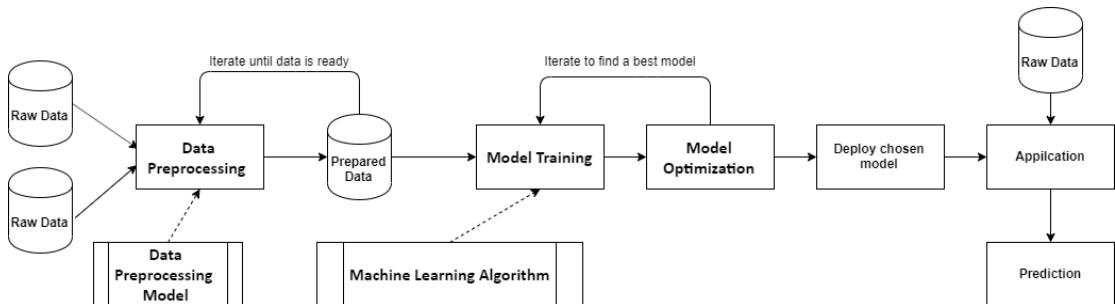 Raw Data
Iterate until data is ready
Iterate to find a best model
Raw Data
Data
Preprocessing
Prepared
Data
Model Training
Model
Optimization
Deploy chosen
model
Appilcation
Raw Data
Data
Preprocessing
Model
Machine Learning Algorithm
Prediction